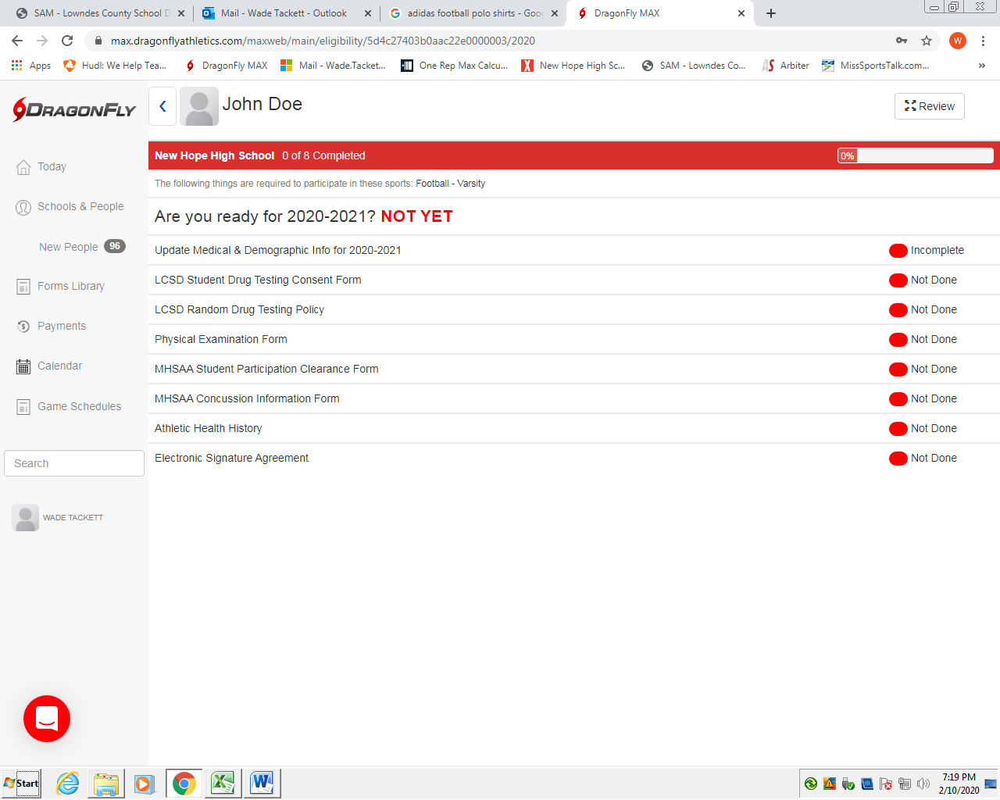 SAM - Lowndes County School D
Mail - Wade Tackett - Outlook
adidas football polo shirts - Goog
DragonFly MAX
max.dragonflyathletics.com/maxweb/main/eligibility/5d4c27403b0aac22e0000003/2020
W
Apps
Hudl: We Help Tea...
DragonFly MAX
Mail - Wade.Tacket...
One Rep Max Calcu...
New Hope High Sc...
SAM - Lowndes Co...
AS Arbiter
MissSportsTalk.com...
»
DRAGONFLY
John Doe
Review
New Hope High School 0 of 8 Completed
0%
The following things are required to participate in these sports: Football - Varsity
Are you ready for 2020-2021? NOT YET
Update Medical & Demographic Info for 2020-2021 Incomplete
LCSD Student Drug Testing Consent Form Not Done
LCSD Random Drug Testing Policy Not Done
Physical Examination Form Not Done
MHSAA Student Participation Clearance Form Not Done
MHSAA Concussion Information Form Not Done
Athletic Health History Not Done
Electronic Signature Agreement Not Done
Today
Schools & People
New People 96
Forms Library
Payments
Calendar
Game Schedules
Search
WADE TACKETT
Start
7:19 PM
2/10/2020